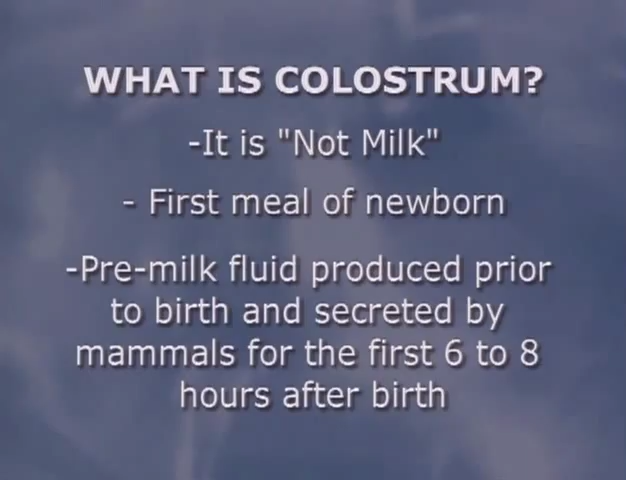 WHAT IS COLOSTRUM?
-It is "Not Milk"
- First meal of newborn
-Pre-milk fluid produced prior
to birth and secreted by
mammals for the first 6 to 8
hours after birth